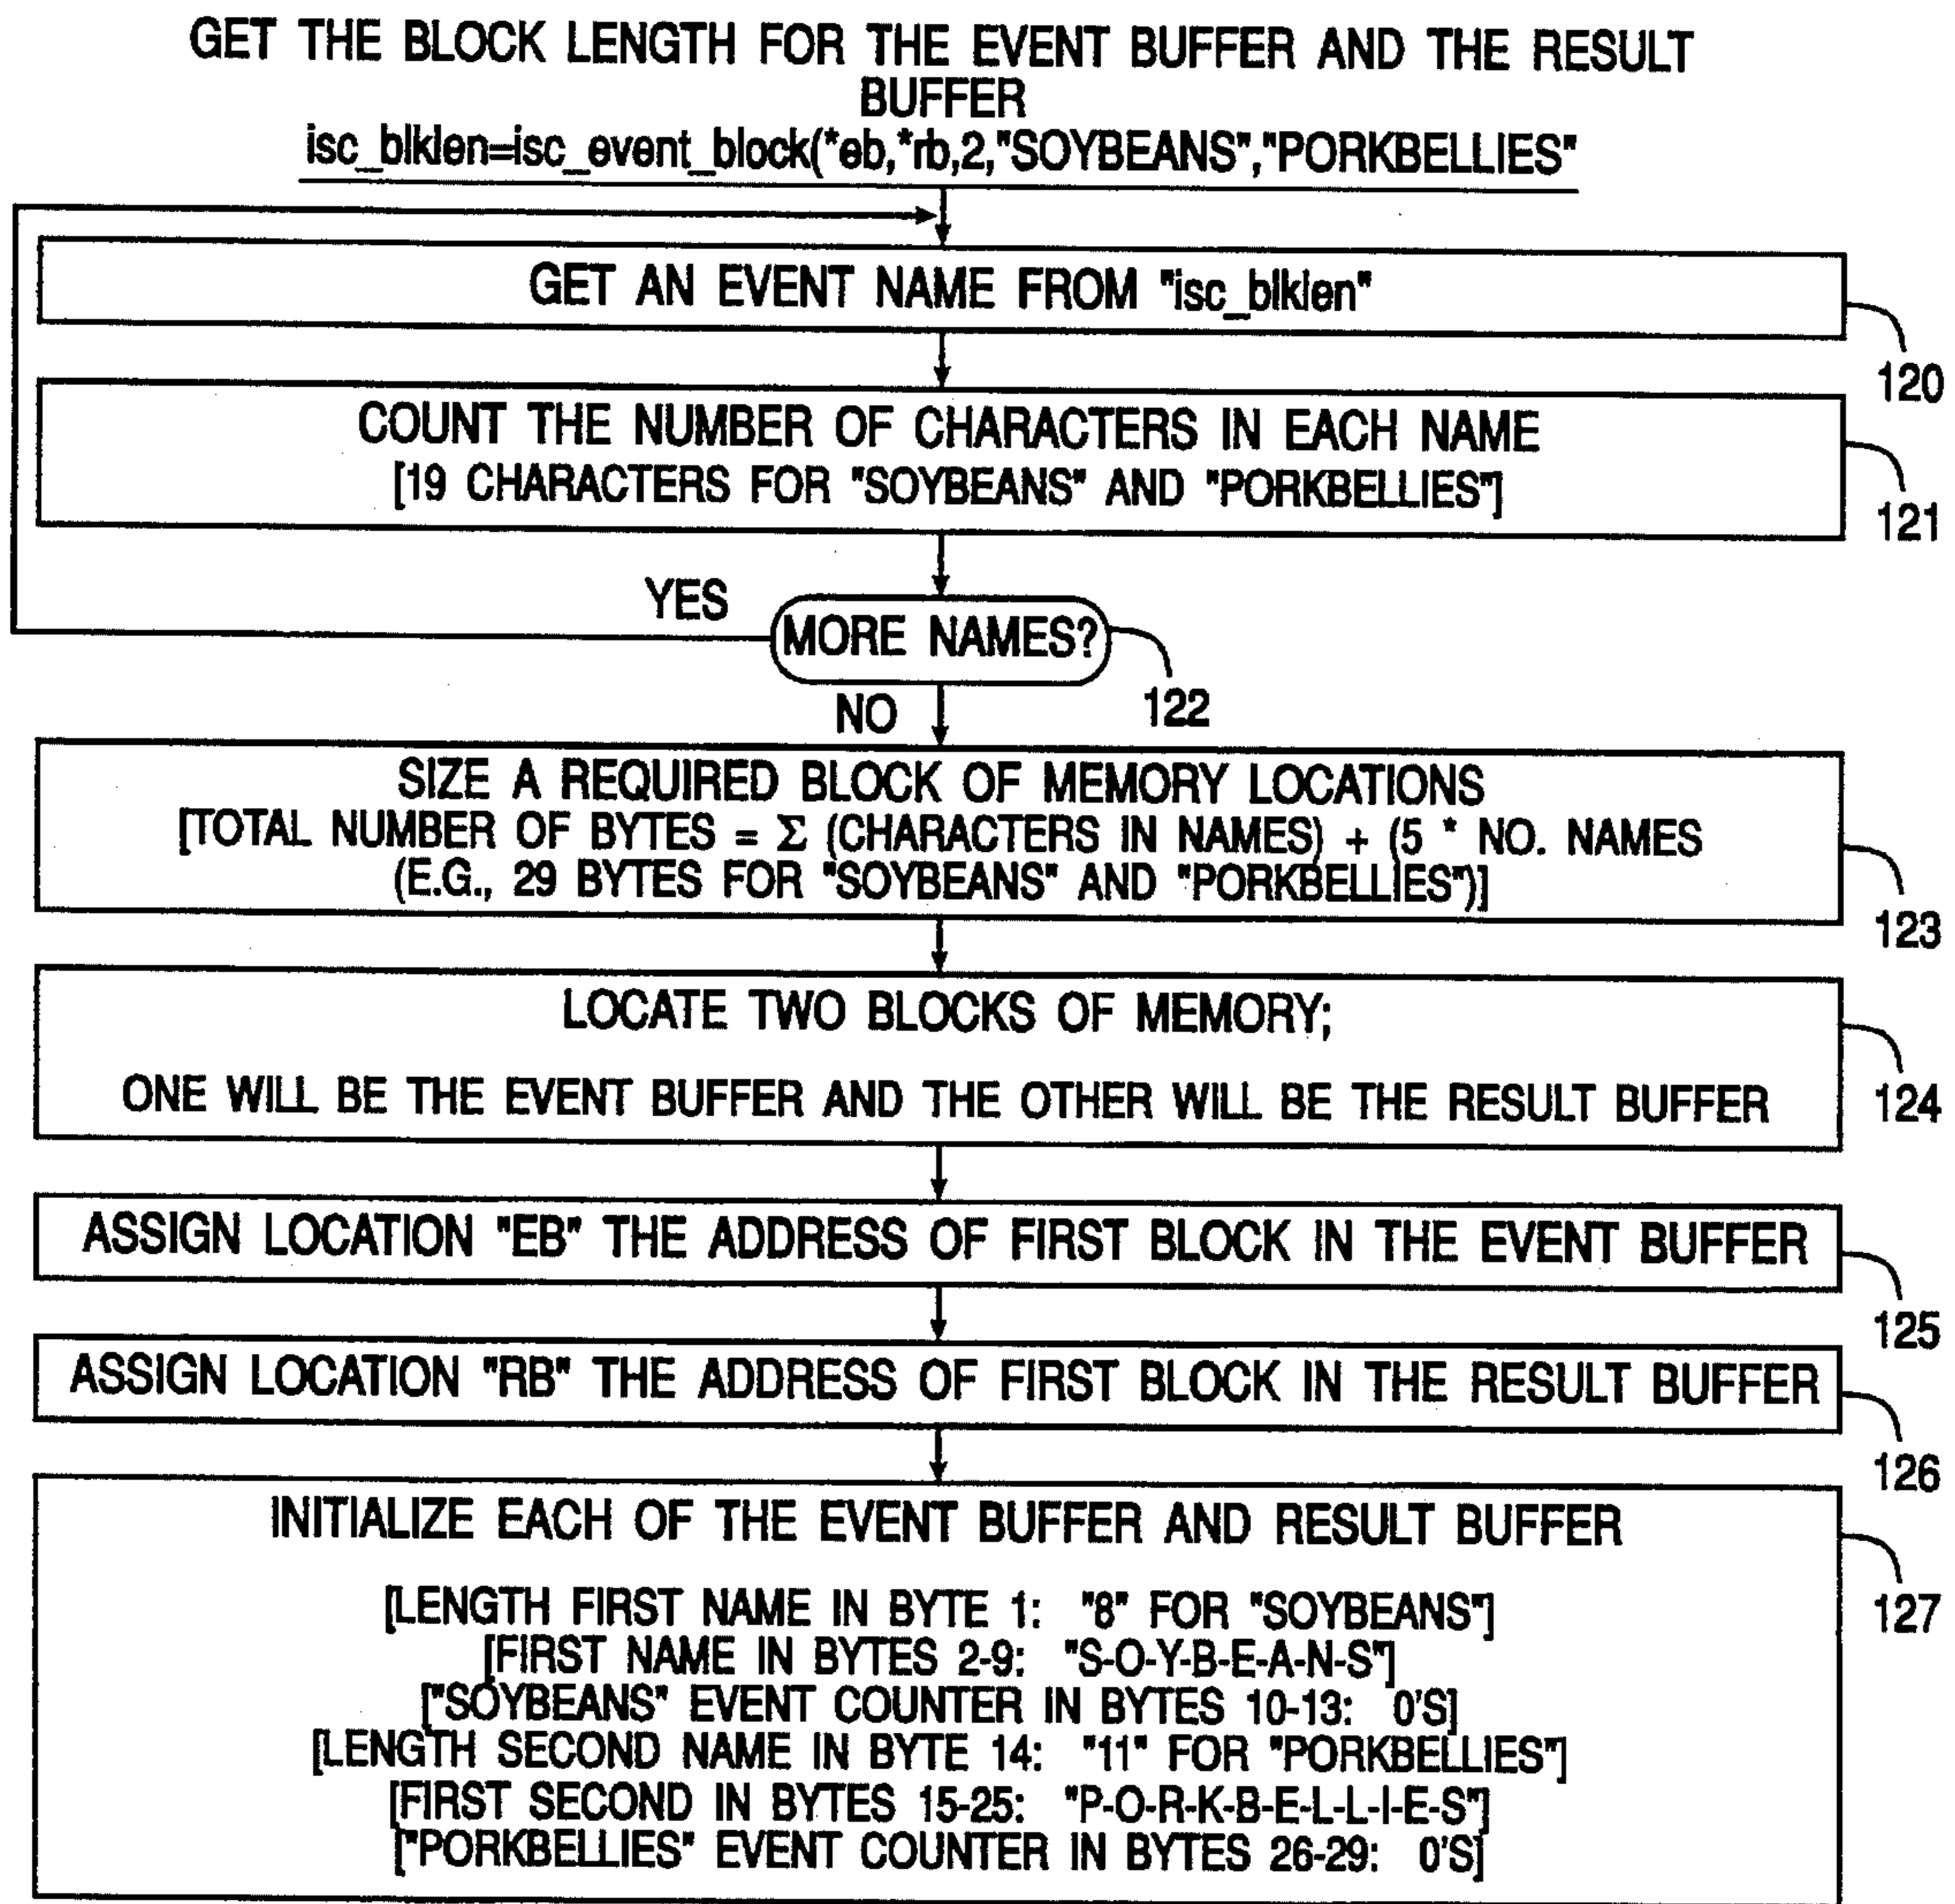 GET THE BLOCK LENGTH FOR THE EVENT BUFFER AND THE RESULT
BUFFER
isc_blklen=isc_event_block(*eb,*rb,2,"SOYBEANS","PORKBELLIES"
GET AN EVENT NAME FROM "isc_blklen"
120
COUNT THE NUMBER OF CHARACTERS IN EACH NAME
[19 CHARACTERS FOR "SOYBEANS" AND "PORKBELLIES"]
121
YES
MORE NAMES?
122
NO
SIZE A REQUIRED BLOCK OF MEMORY LOCATIONS
[TOTAL NUMBER OF BYTES = Σ (CHARACTERS IN NAMES) + (5 * NO. NAMES
(E.G., 29 BYTES FOR "SOYBEANS" AND "PORKBELLIES")]
123
LOCATE TWO BLOCKS OF MEMORY;
ONE WILL BE THE EVENT BUFFER AND THE OTHER WILL BE THE RESULT BUFFER
124
ASSIGN LOCATION "EB" THE ADDRESS OF FIRST BLOCK IN THE EVENT BUFFER
125
ASSIGN LOCATION "RB" THE ADDRESS OF FIRST BLOCK IN THE RESULT BUFFER
126
INITIALIZE EACH OF THE EVENT BUFFER AND RESULT BUFFER
127
[LENGTH FIRST NAME IN BYTE 1: "8" FOR "SOYBEANS"]
[FIRST NAME IN BYTES 2-9: "S-O-Y-B-E-A-N-S"]
["SOYBEANS" EVENT COUNTER IN BYTES 10-13: 0'S]
[LENGTH SECOND NAME IN BYTE 14: "11" FOR "PORKBELLIES"]
[FIRST SECOND IN BYTES 15-25: "P-O-R-K-B-E-L-L-I-E-S"]
["PORKBELLIES" EVENT COUNTER IN BYTES 26-29: 0'S]